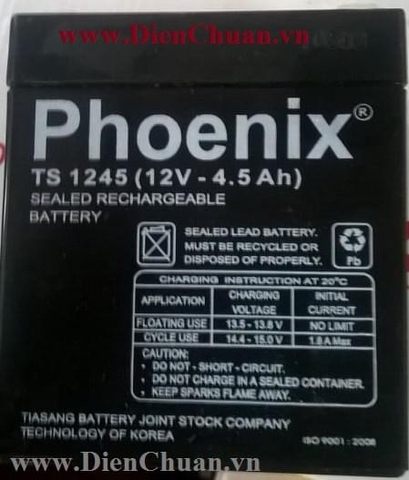 www.DienChuan.vn
Phoenix®
TS 1245 (12V - 4.5Ah)
SEALED RECHARGEABLE
BATTERY
SEALED LEAD BATTERY.
MUST BE RECYCLED OR
DISPOSED OF PROPERLY.
Pb
CHARGING INSTRUCTION AT 20°C
APPLICATION CHARGING VOLTAGE INITIAL CURRENT
FLOATING USE 13.5 - 13.8 V NO LIMIT
CYCLE USE 14.4 - 15.0 V 1.8 A Max
CAUTION:
• DO NOT - SHORT - CIRCUIT.
• DO NOT CHARGE IN A SEALED CONTAINER.
• KEEP SPARKS FLAME AWAY.
TIASANG BATTERY JOINT STOCK COMPANY
TECHNOLOGY OF KOREA
ISO 9001 : 2008
www.DienChuan.vn